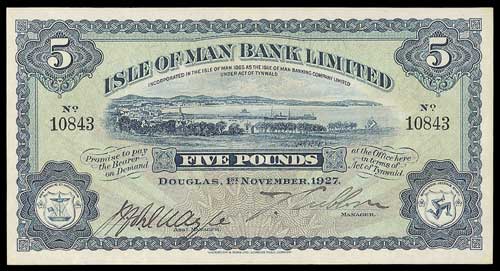 5 5
ISLE OF MAN BANK LIMITED
INCORPORATED IN THE ISLE OF MAN 1865 AS THE ISLE OF MAN BANKING COMPANY LIMITED
UNDER ACT OF TYNWALD
Nº 10843
Nº 10843
Promise to pay
the Bearer
on Demand
FIVE POUNDS
at the Office here
in terms of
Act of Tynwald.
DOUGLAS, 1ST NOVEMBER, 1927.
ASST. MANAGER.
MANAGER.